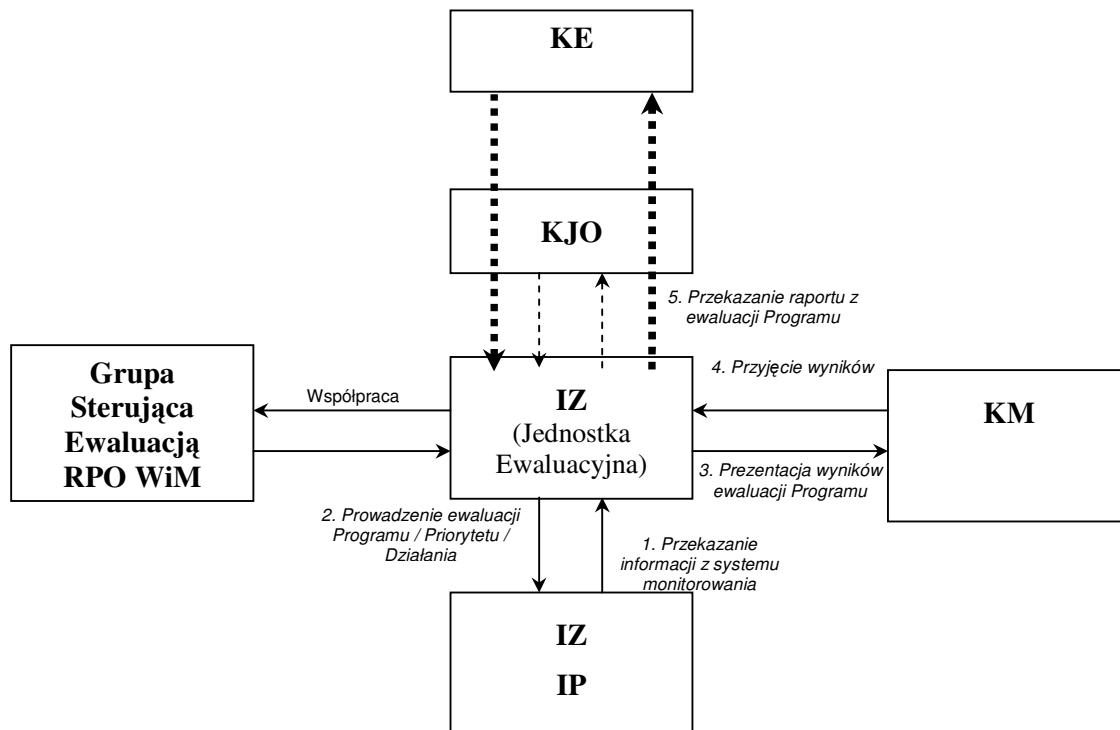 KE
KJO
5. Przekazanie raportu z
ewaluacji Programu
Grupa
Sterująca
Ewaluacją
RPO WiM
Współpraca
IZ
(Jednostka
Ewaluacyjna)
4. Przyjęcie wyników
KM
3. Prezentacja wyników
ewaluacji Programu
2. Prowadzenie ewaluacji
Programu / Priorytetu /
Działania
1. Przekazanie
informacji z systemu
monitorowania
IZ
IP